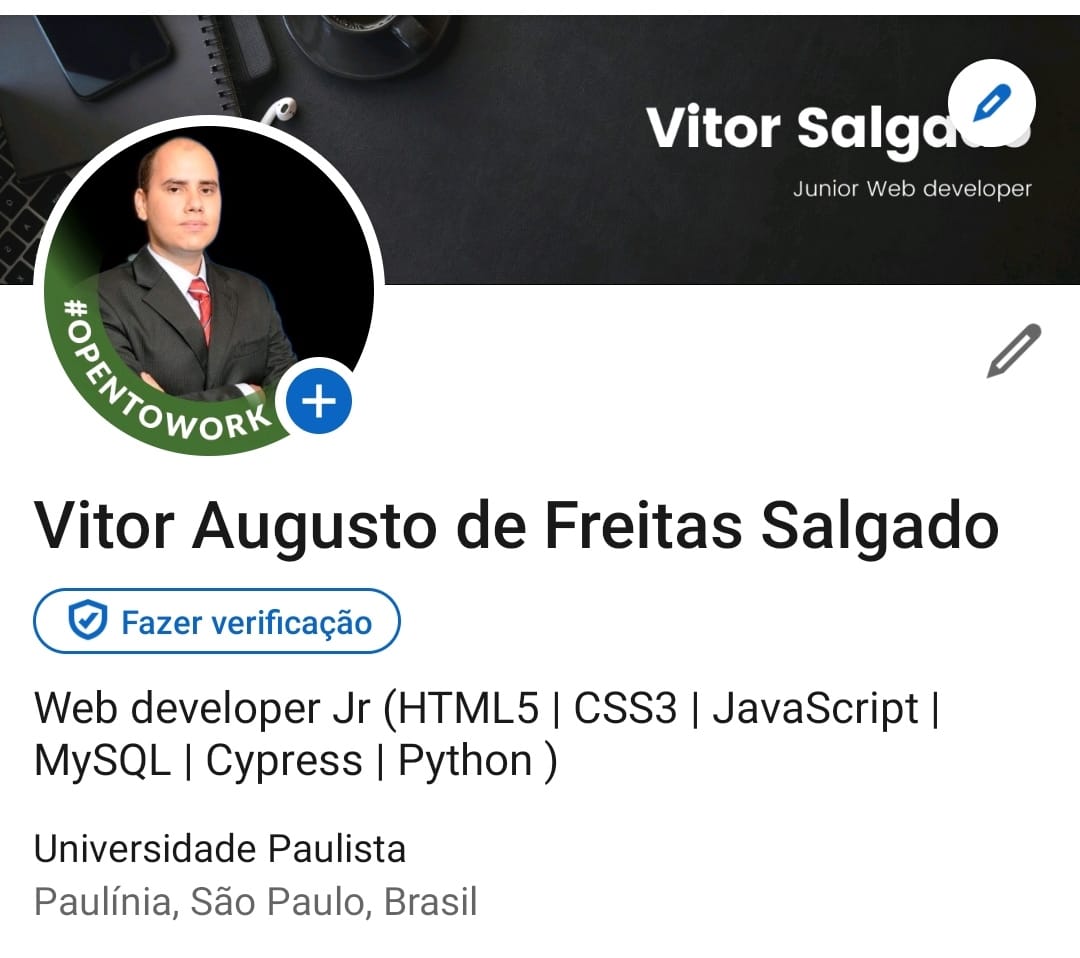 Vitor Salga
Junior Web developer
#OPENTOWORK
Vitor Augusto de Freitas Salgado
Fazer verificação
Web developer Jr (HTML5 | CSS3 | JavaScript |
MySQL | Cypress | Python )
Universidade Paulista
Paulínia, São Paulo, Brasil